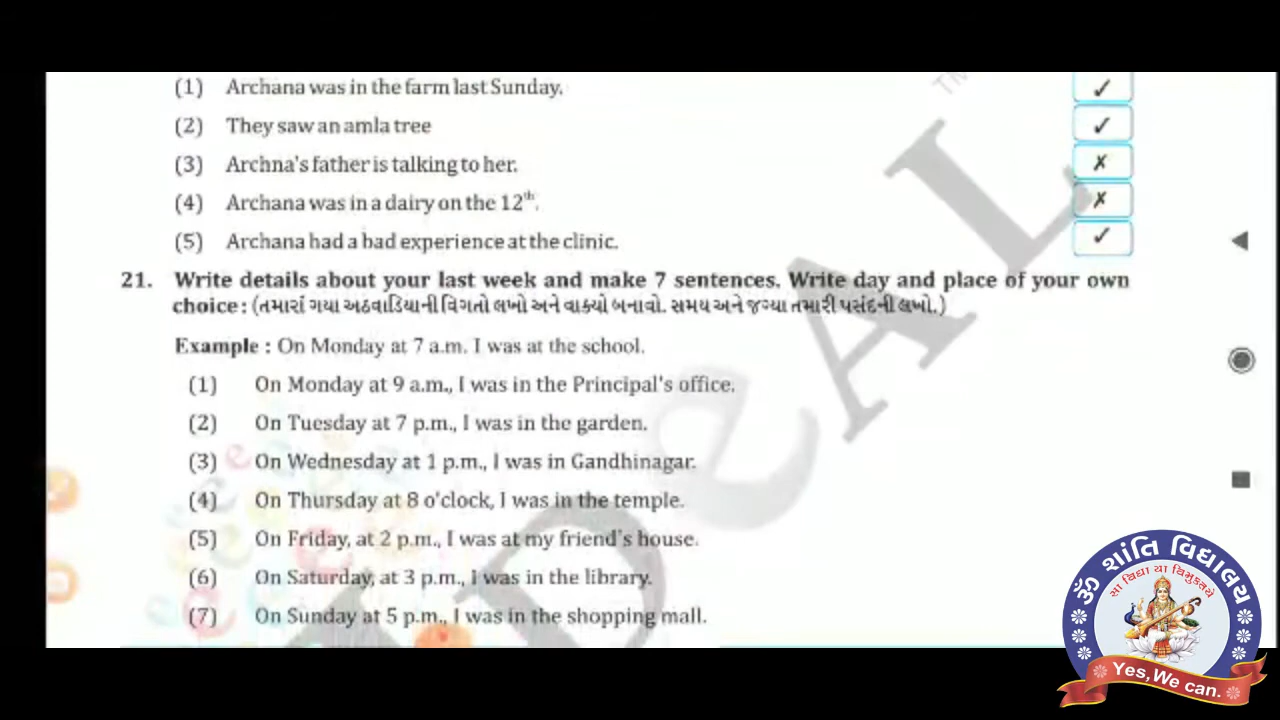 (1) Archana was in the farm last Sunday. ✓
(2) They saw an amla tree ✓
(3) Archna's father is talking to her. ✗
(4) Archana was in a dairy on the 12th. ✗
(5) Archana had a bad experience at the clinic. ✓
21. Write details about your last week and make 7 sentences. Write day and place of your own
choice : (તમારાં ગયા અઠવાડિયાની વિગતો લખો અને વાક્યો બનાવો. સમય અને જગ્યા તમારી પસંદની લખો.)
Example : On Monday at 7 a.m. I was at the school.
(1) On Monday at 9 a.m., I was in the Principal's office.
(2) On Tuesday at 7 p.m., I was in the garden.
(3) On Wednesday at 1 p.m., I was in Gandhinagar.
(4) On Thursday at 8 o'clock, I was in the temple.
(5) On Friday, at 2 p.m., I was at my friend's house.
(6) On Saturday, at 3 p.m., I was in the library.
(7) On Sunday at 5 p.m., I was in the shopping mall.
IDeAL
TM
ૐ શાંતિ વિદ્યાલય
સા વિદ્યા યા વિમુક્તયે
Yes, We can.